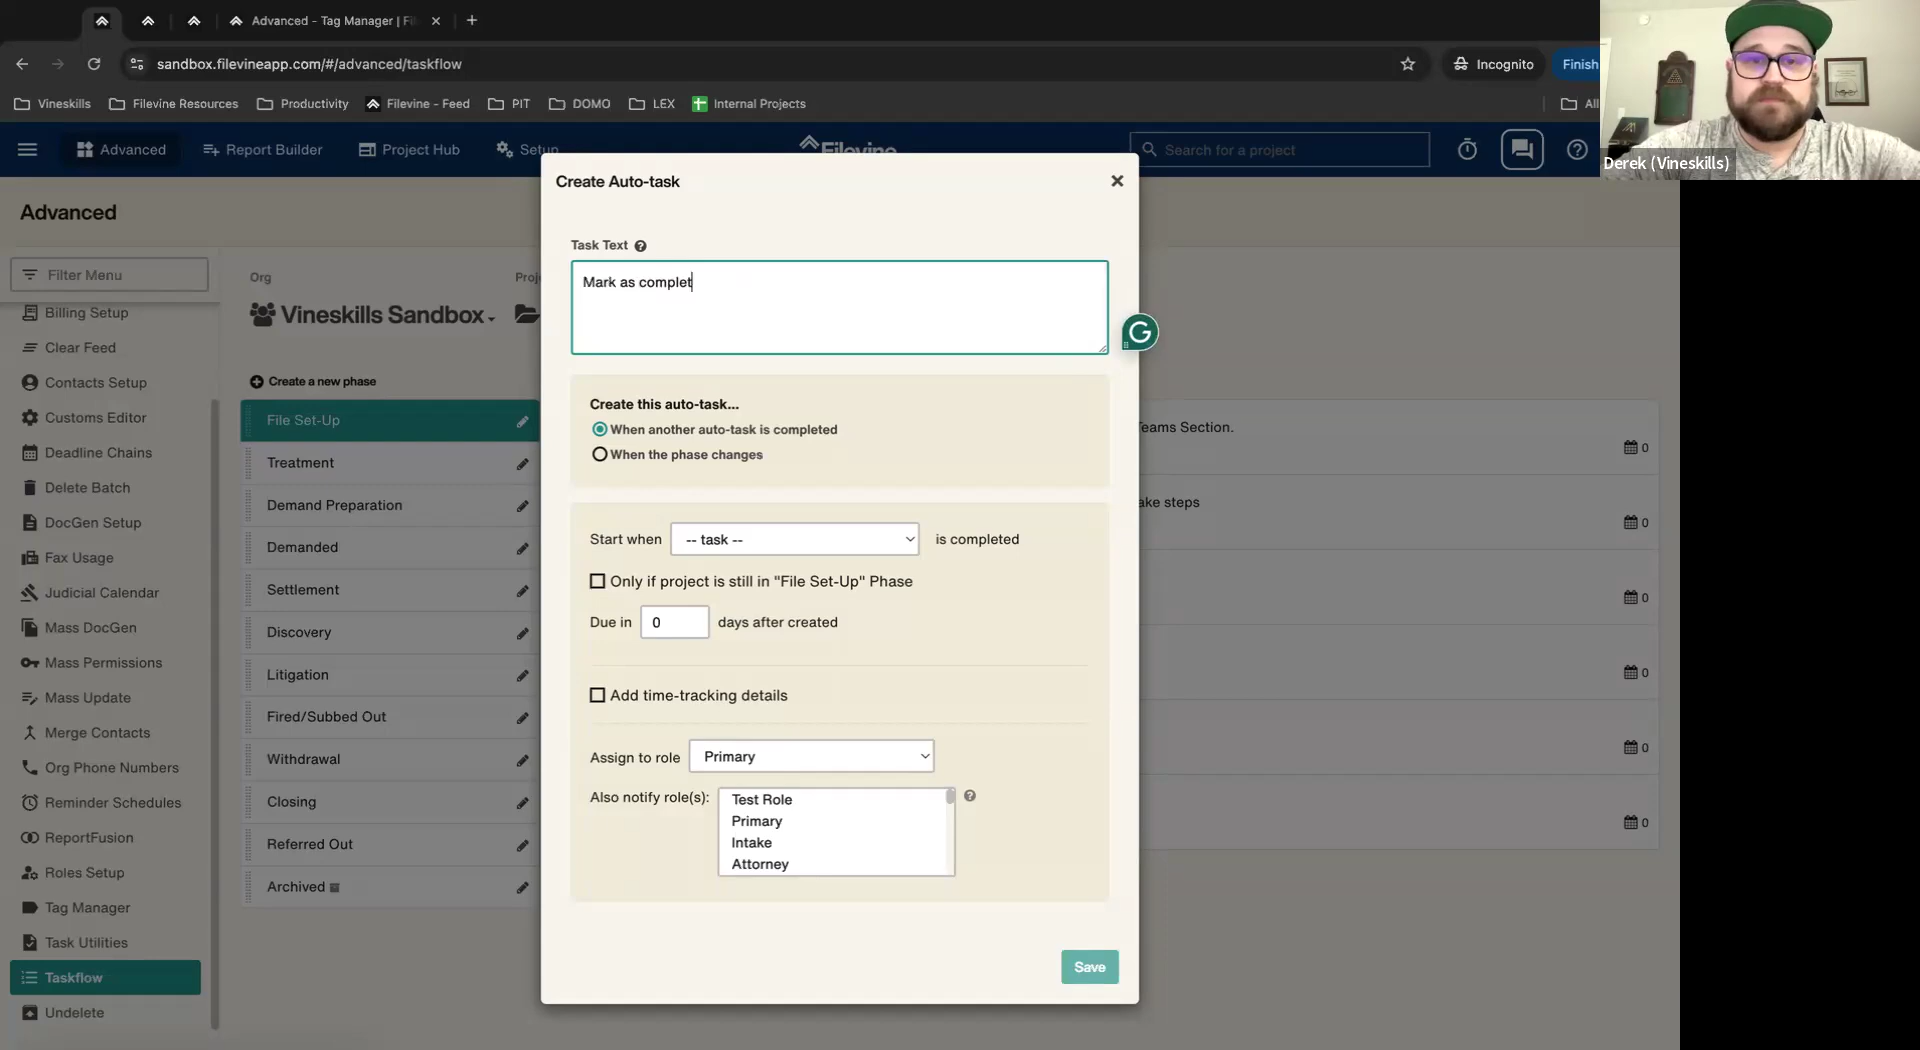 Advanced - Tag Manager | Fi
sandbox.filevineapp.com/#/advanced/taskflow
Incognito
Finish
Vineskills
Filevine Resources
Productivity
Filevine - Feed
PIT
DOMO
LEX
Internal Projects
All
Derek (Vineskills)
Advanced
Report Builder
Project Hub
Setup
Filevine
Search for a project
Advanced
Filter Menu
Billing Setup
Clear Feed
Contacts Setup
Customs Editor
Deadline Chains
Delete Batch
DocGen Setup
Fax Usage
Judicial Calendar
Mass DocGen
Mass Permissions
Mass Update
Merge Contacts
Org Phone Numbers
Reminder Schedules
ReportFusion
Roles Setup
Tag Manager
Task Utilities
Taskflow
Undelete
Org
Proje
Vineskills Sandbox
Create a new phase
File Set-Up
Treatment
Demand Preparation
Demanded
Settlement
Discovery
Litigation
Fired/Subbed Out
Withdrawal
Closing
Referred Out
Archived
Create Auto-task
Task Text
Mark as complet
Create this auto-task...
When another auto-task is completed
When the phase changes
Start when -- task -- is completed
Only if project is still in "File Set-Up" Phase
Due in 0 days after created
Add time-tracking details
Assign to role Primary
Also notify role(s):
Test Role
Primary
Intake
Attorney
Save
Teams Section.
0
ake steps
0
0
0
0
0